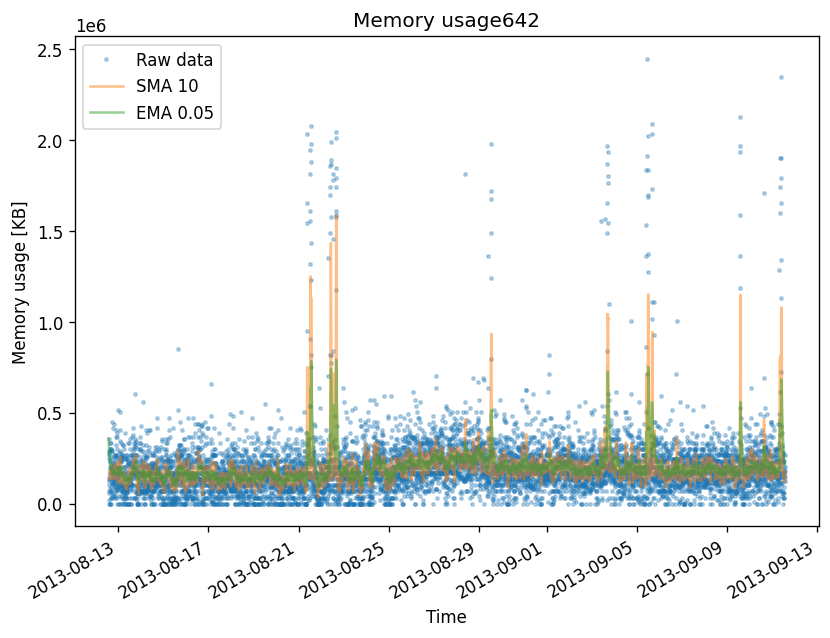 Memory usage642
1e6
Raw data
SMA 10
EMA 0.05
2.5
2.0
1.5
1.0
0.5
0.0
Memory usage [KB]
2013-08-13
2013-08-17
2013-08-21
2013-08-25
2013-08-29
2013-09-01
2013-09-05
2013-09-09
2013-09-13
Time